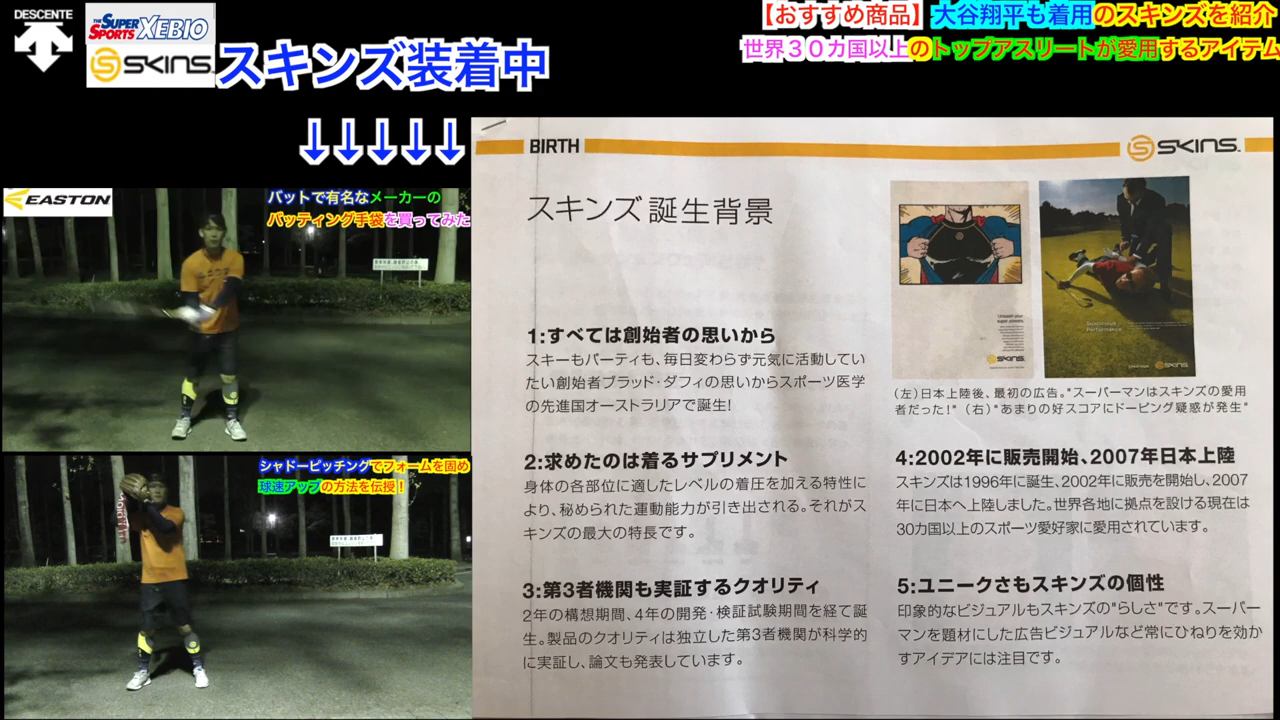 DESCENTE
THE SUPER SPORTS XEBIO
SKINS
スキンズ装着中
↓↓↓↓↓
【おすすめ商品】大谷翔平も着用のスキンズを紹介
世界３０カ国以上のトップアスリートが愛用するアイテム
EASTON
バットで有名なメーカーの
バッティング手袋を買ってみた
シャドーピッチングでフォームを固め
球速アップの方法を伝授！
BIRTH
SKINS
スキンズ誕生背景
1:すべては創始者の思いから
スキーもパーティも、毎日変わらず元気に活動してい
たい創始者ブラッド・ダフィの思いからスポーツ医学
の先進国オーストラリアで誕生!
2:求めたのは着るサプリメント
身体の各部位に適したレベルの着圧を加える特性に
より、秘められた運動能力が引き出される。それがス
キンズの最大の特長です。
3:第3者機関も実証するクオリティ
2年の構想期間、4年の開発・検証試験期間を経て誕
生。製品のクオリティは独立した第3者機関が科学的
に実証し、論文も発表しています。
SKINS
SKINS
（左）日本上陸後、最初の広告。"スーパーマンはスキンズの愛用
者だった!"（右）"あまりの好スコアにドーピング疑惑が発生"
4:2002年に販売開始、2007年日本上陸
スキンズは1996年に誕生、2002年に販売を開始し、2007
年に日本へ上陸しました。世界各地に拠点を設ける現在は
30カ国以上のスポーツ愛好家に愛用されています。
5:ユニークさもスキンズの個性
印象的なビジュアルもスキンズの"らしさ"です。スーパー
マンを題材にした広告ビジュアルなど常にひねりを効か
すアイデアには注目です。